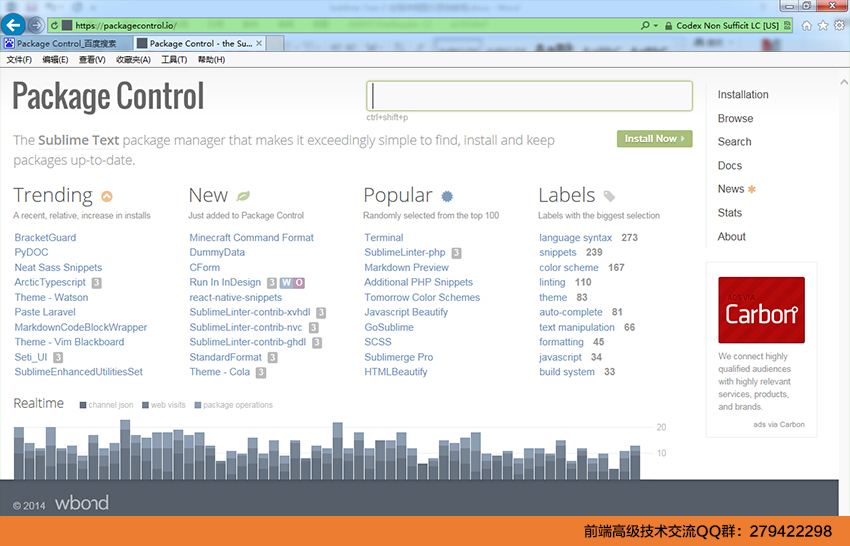 https://packagecontrol.io/
Codex Non Sufficit LC [US]
Package Control_百度搜索
Package Control - the Su...
文件(F) 编辑(E) 查看(V) 收藏夹(A) 工具(T) 帮助(H)
Package Control
ctrl+shift+p
The Sublime Text package manager that makes it exceedingly simple to find, install and keep
packages up-to-date.
Install Now
Trending
A recent, relative, increase in installs
BracketGuard
PyDOC
Neat Sass Snippets
ArcticTypescript 3
Theme - Watson
Paste Laravel
MarkdownCodeBlockWrapper
Theme - Vim Blackboard
Seti_UI 3
SublimeEnhancedUtilitiesSet
New
Just added to Package Control
Minecraft Command Format
DummyData
CForm
Run In InDesign 3 W O
react-native-snippets
SublimeLinter-contrib-xvhdl 3
SublimeLinter-contrib-nvc 3
SublimeLinter-contrib-ghdl 3
StandardFormat 3
Theme - Cola 3
Popular
Randomly selected from the top 100
Terminal
SublimeLinter-php 3
Markdown Preview
Additional PHP Snippets
Tomorrow Color Schemes
Javascript Beautify
GoSublime
SCSS
Sublimerge Pro
HTMLBeautify
Labels
Labels with the biggest selection
language syntax 273
snippets 239
color scheme 167
linting 110
theme 83
auto-complete 81
text manipulation 66
formatting 45
javascript 34
build system 33
Installation
Browse
Search
Docs
News
Stats
About
ADS VIA
Carbon
We connect highly
qualified audiences
with highly relevant
services, products,
and brands.
ads via Carbon
Realtime
channel json
web visits
package operations
20
10
© 2014 wbond
前端高级技术交流QQ群：279422298